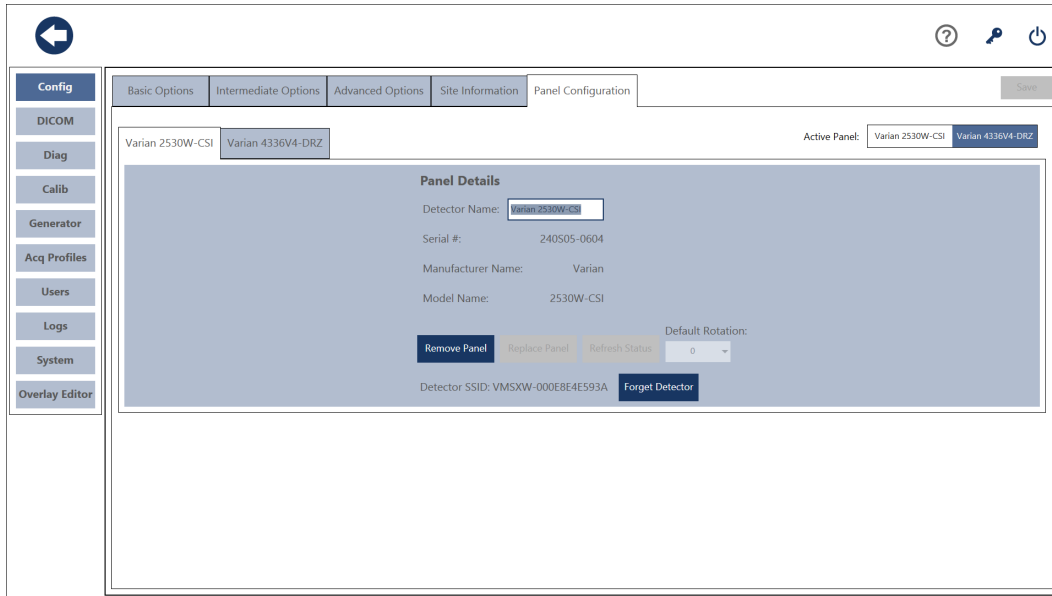 ?
Config
DICOM
Diag
Calib
Generator
Acq Profiles
Users
Logs
System
Overlay Editor
Basic Options Intermediate Options Advanced Options Site Information Panel Configuration Save
Varian 2530W-CSI Varian 4336V4-DRZ
Active Panel: Varian 2530W-CSI Varian 4336V4-DRZ
Panel Details
Detector Name: Varian 2530W-CSI
Serial #: 240S05-0604
Manufacturer Name: Varian
Model Name: 2530W-CSI
Default Rotation:
Remove Panel Replace Panel Refresh Status 0
Detector SSID: VMSXW-000E8E4E593A Forget Detector